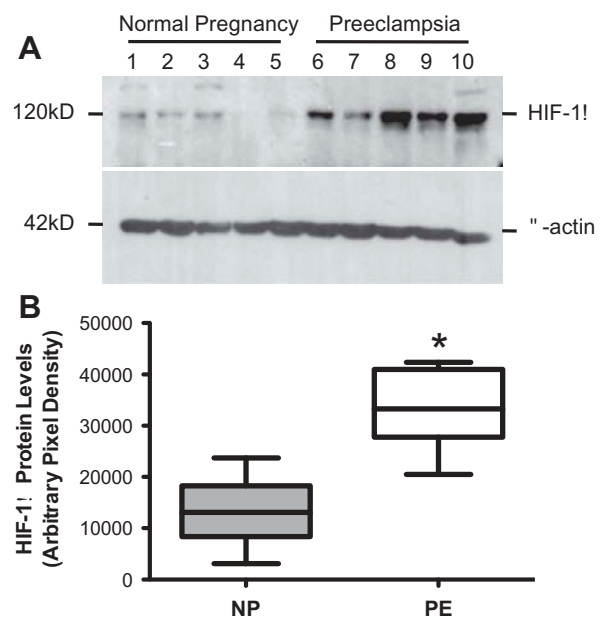 Normal Pregnancy Preeclampsia
A
1 2 3 4 5 6 7 8 9 10
120kD HIF-1!
42kD "-actin
B
HIF-1! Protein Levels
(Arbitrary Pixel Density)
50000
40000
*
30000
20000
10000
0
NP PE